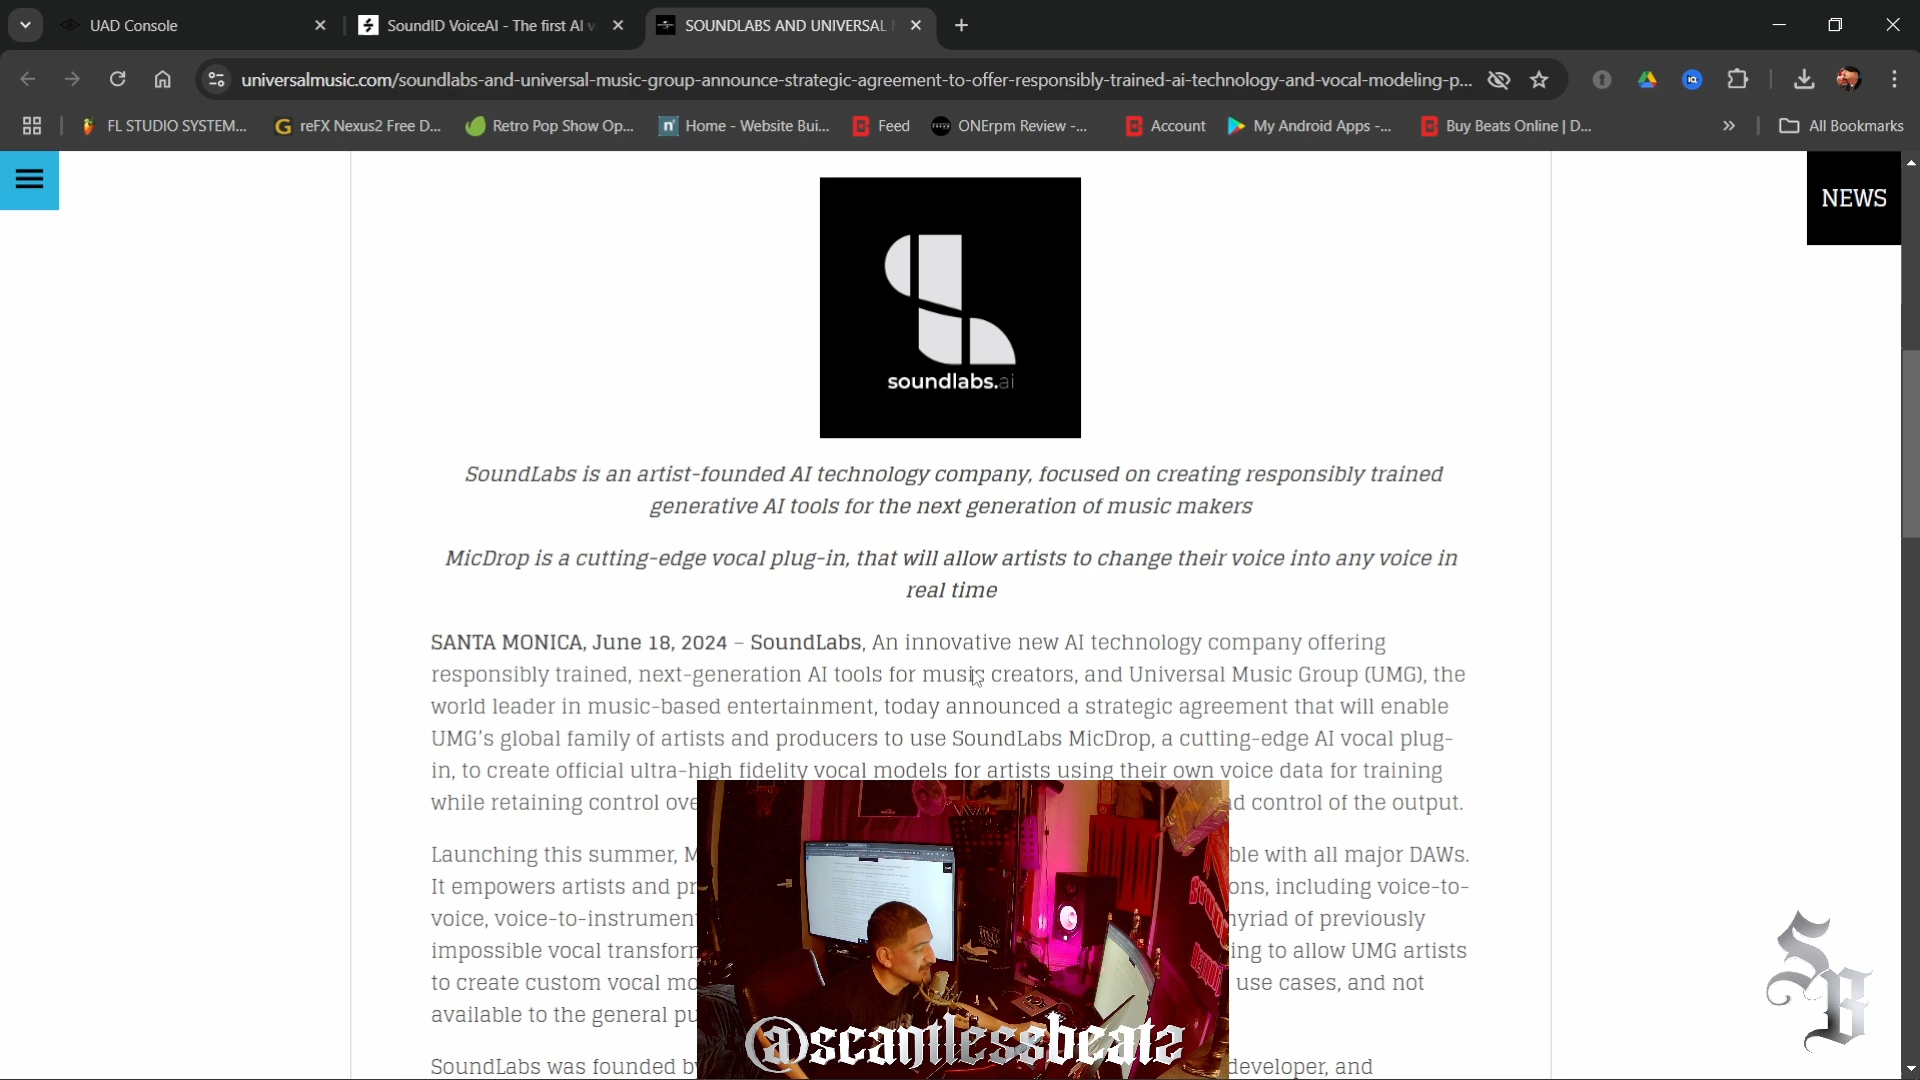 UAD Console
SoundID VoiceAI - The first AI v
SOUNDLABS AND UNIVERSAL
universalmusic.com/soundlabs-and-universal-music-group-announce-strategic-agreement-to-offer-responsibly-trained-ai-technology-and-vocal-modeling-p...
FL STUDIO SYSTEM...
reFX Nexus2 Free D...
Retro Pop Show Op...
Home - Website Bui...
Feed
ONErpm Review -...
Account
My Android Apps -...
Buy Beats Online | D...
All Bookmarks
NEWS
soundlabs.ai
SoundLabs is an artist-founded AI technology company, focused on creating responsibly trained
generative AI tools for the next generation of music makers
MicDrop is a cutting-edge vocal plug-in, that will allow artists to change their voice into any voice in
real time
SANTA MONICA, June 18, 2024 – SoundLabs, An innovative new AI technology company offering
responsibly trained, next-generation AI tools for music creators, and Universal Music Group (UMG), the
world leader in music-based entertainment, today announced a strategic agreement that will enable
UMG's global family of artists and producers to use SoundLabs MicDrop, a cutting-edge AI vocal plug-
in, to create official ultra-high fidelity vocal models for artists using their own voice data for training
while retaining control ove d control of the output.
Launching this summer, M ble with all major DAWs.
It empowers artists and pr ons, including voice-to-
voice, voice-to-instrumen yriad of previously
impossible vocal transfor ing to allow UMG artists
to create custom vocal mo use cases, and not
available to the general pu
SoundLabs was founded b developer, and
@scantlessbeatz
SB